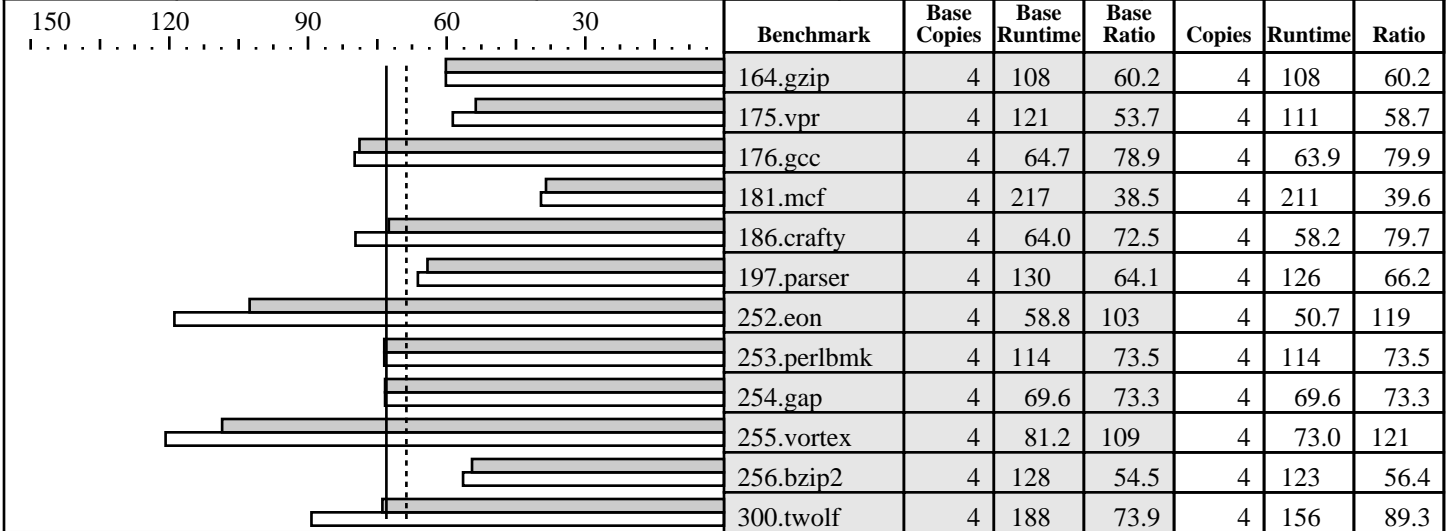 150 120 90 60 30
Benchmark Base Copies Base Runtime Base Ratio Copies Runtime Ratio
164.gzip 4 108 60.2 4 108 60.2
175.vpr 4 121 53.7 4 111 58.7
176.gcc 4 64.7 78.9 4 63.9 79.9
181.mcf 4 217 38.5 4 211 39.6
186.crafty 4 64.0 72.5 4 58.2 79.7
197.parser 4 130 64.1 4 126 66.2
252.eon 4 58.8 103 4 50.7 119
253.perlbmk 4 114 73.5 4 114 73.5
254.gap 4 69.6 73.3 4 69.6 73.3
255.vortex 4 81.2 109 4 73.0 121
256.bzip2 4 128 54.5 4 123 56.4
300.twolf 4 188 73.9 4 156 89.3